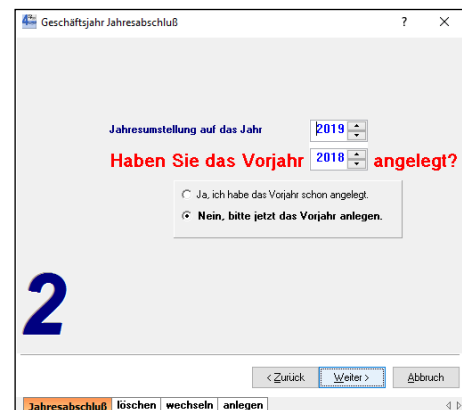 Geschäftsjahr Jahresabschluß ?
Jahresumstellung auf das Jahr 2019
Haben Sie das Vorjahr 2018 angelegt?
Ja, ich habe das Vorjahr schon angelegt.
Nein, bitte jetzt das Vorjahr anlegen.
2
< Zurück Weiter > Abbruch
Jahresabschluß löschen wechseln anlegen